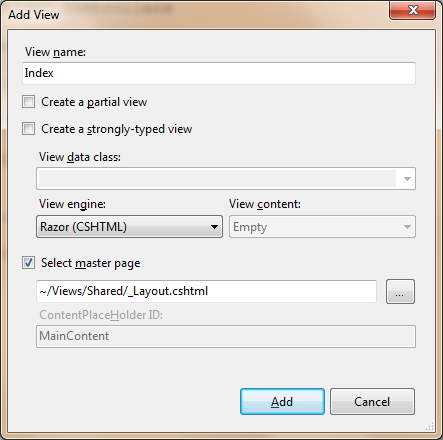 Add View
View name:
Index
Create a partial view
Create a strongly-typed view
View data class:
View engine: View content:
Razor (CSHTML) Empty
Select master page
~/Views/Shared/_Layout.cshtml ...
ContentPlaceHolder ID:
MainContent
Add Cancel